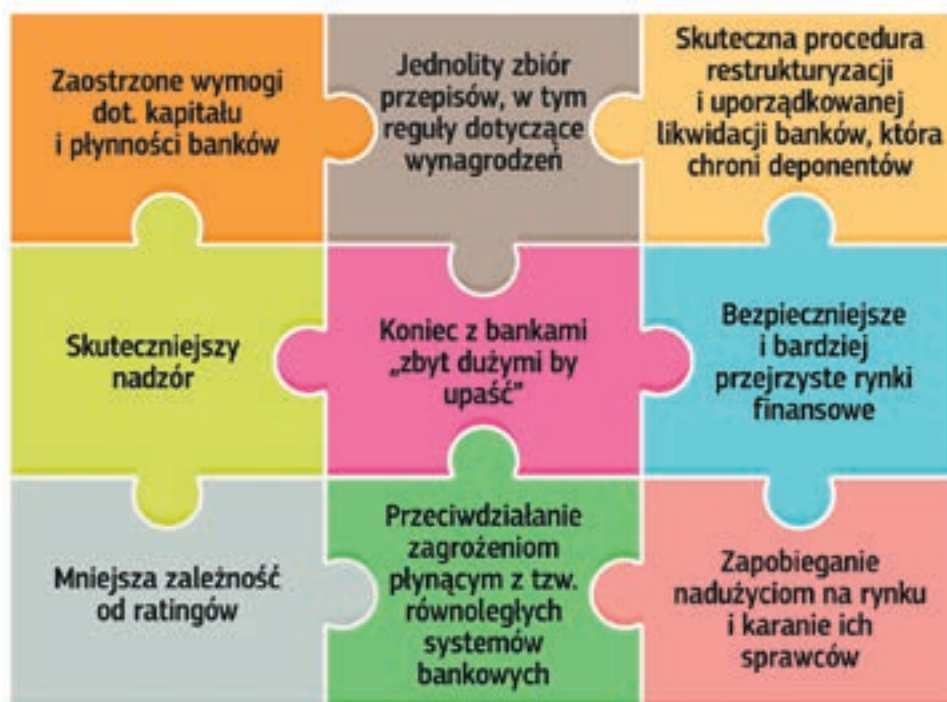 Zaostrzone wymogi
dot. kapitału
i płynności banków
Jednolity zbiór
przepisów, w tym
reguły dotyczące
wynagrodzeń
Skuteczna procedura
restrukturyzacji
i uporządkowanej
likwidacji banków, która
chroni deponentów
Skuteczniejszy
nadzór
Koniec z bankami
„zbyt dużymi by
upaść”
Bezpieczniejsze
i bardziej
przejrzyste rynki
finansowe
Mniejsza zależność
od ratingów
Przeciwdziałanie
zagrożeniom
płynącym z tzw.
równoległych
systemów
bankowych
Zapobieganie
nadużyciom na rynku
i karanie ich
sprawców